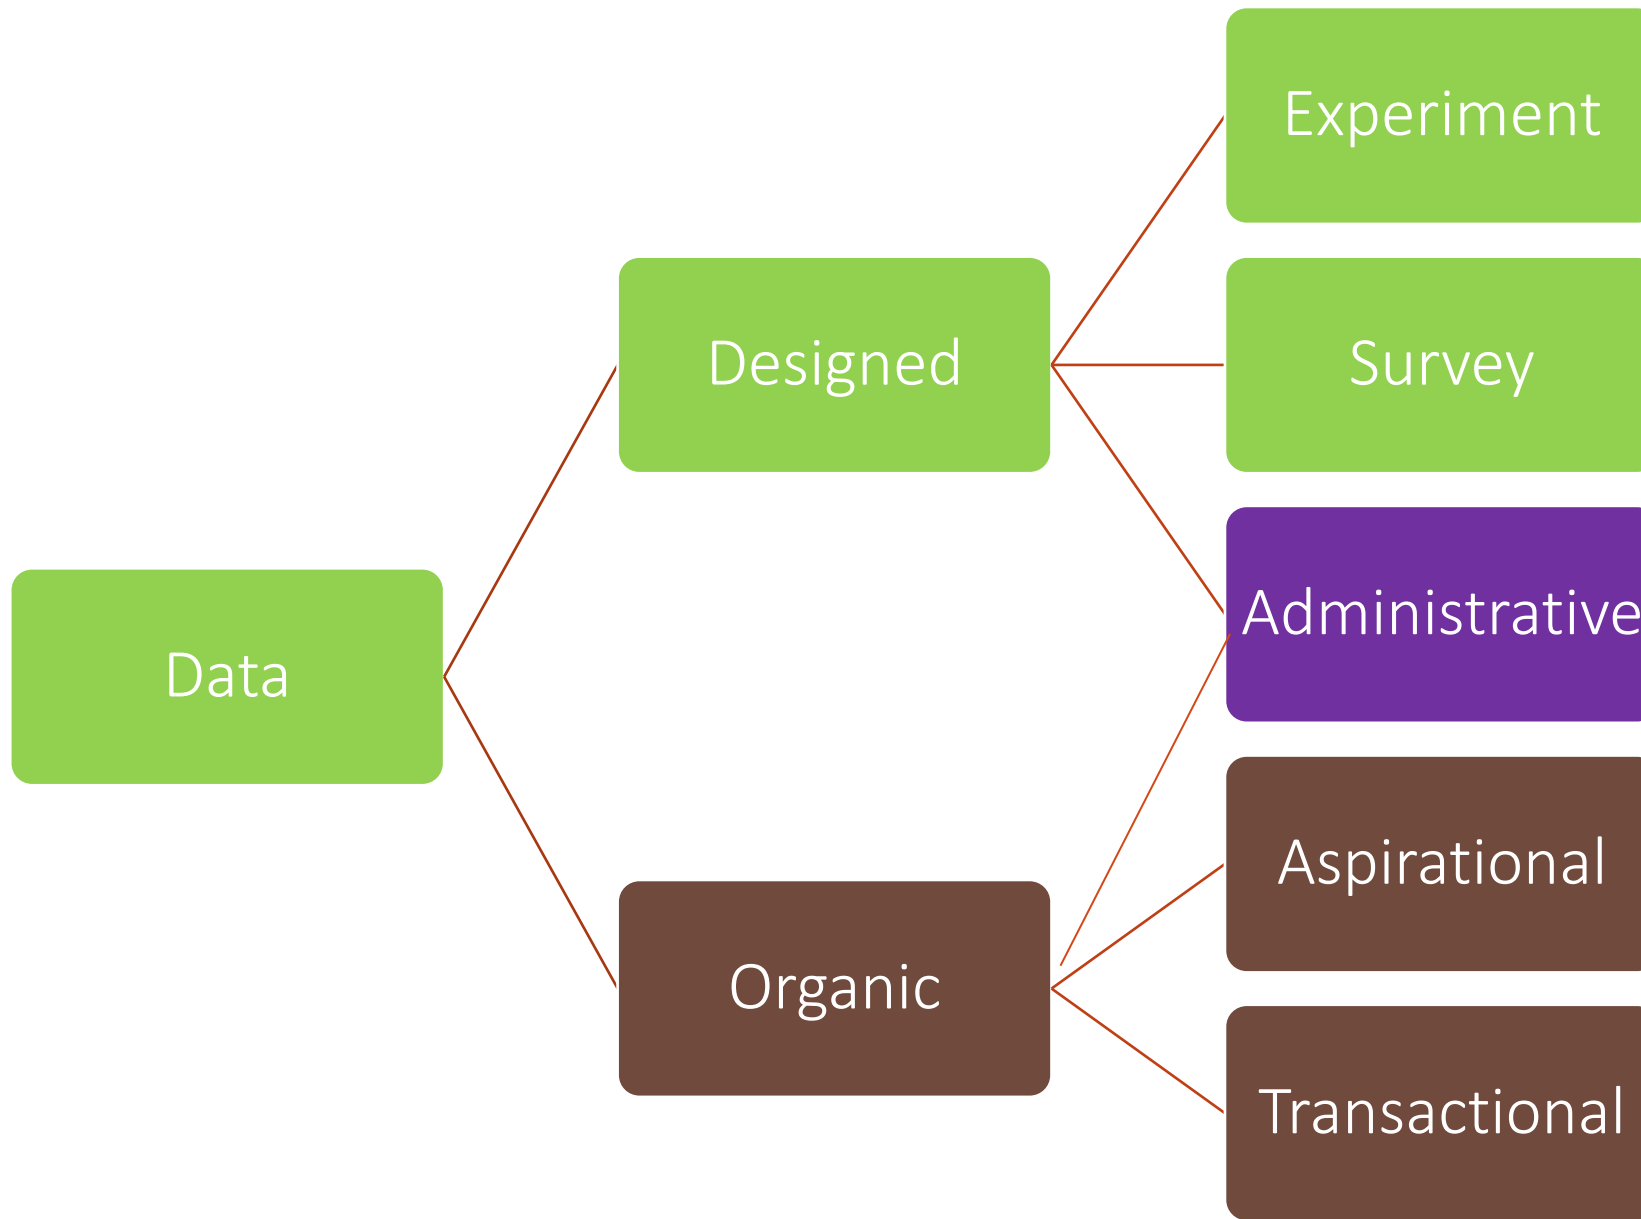 Experiment
Designed
Survey
Administrative
Data
Aspirational
Organic
Transactional